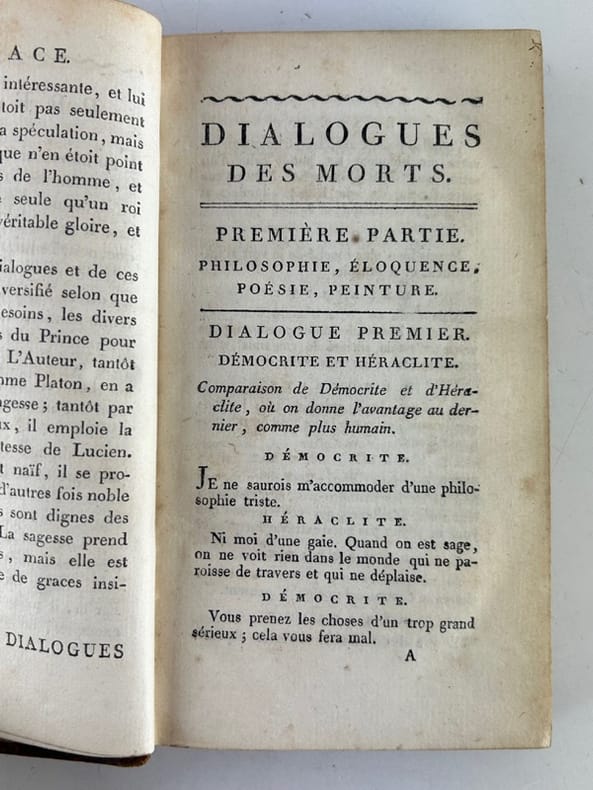 ACE.
intéressante, et lui
toit pas seulement
a spéculation, mais
que n'en étoit point
s de l'homme, et
seule qu'un roi
véritable gloire, et
ialogues et de ces
versifié selon que
esoins, les divers
s du Prince pour
L'Auteur, tantôt
mme Platon, en a
agesse; tantôt par
x, il emploie la
tesse de Lucien.
t naïf, il se pro-
d'autres fois noble
s sont dignes des
La sagesse prend
s, mais elle est
e de graces insi-
DIALOGUES
DIALOGUES
DES MORTS.
PREMIÈRE PARTIE.
PHILOSOPHIE, ÉLOQUENCE,
POÉSIE, PEINTURE.
DIALOGUE PREMIER.
DÉMOCRITE ET HÉRACLITE.
Comparaison de Démocrite et d'Héra-
clite, où on donne l'avantage au der-
nier, comme plus humain.
DÉMOCRITE.
JE ne saurois m'accommoder d'une philo-
sophie triste.
HÉRACLITE.
Ni moi d'une gaie. Quand on est sage,
on ne voit rien dans le monde qui ne pa-
roisse de travers et qui ne déplaise.
DÉMOCRITE.
Vous prenez les choses d'un trop grand
sérieux; cela vous fera mal.
A